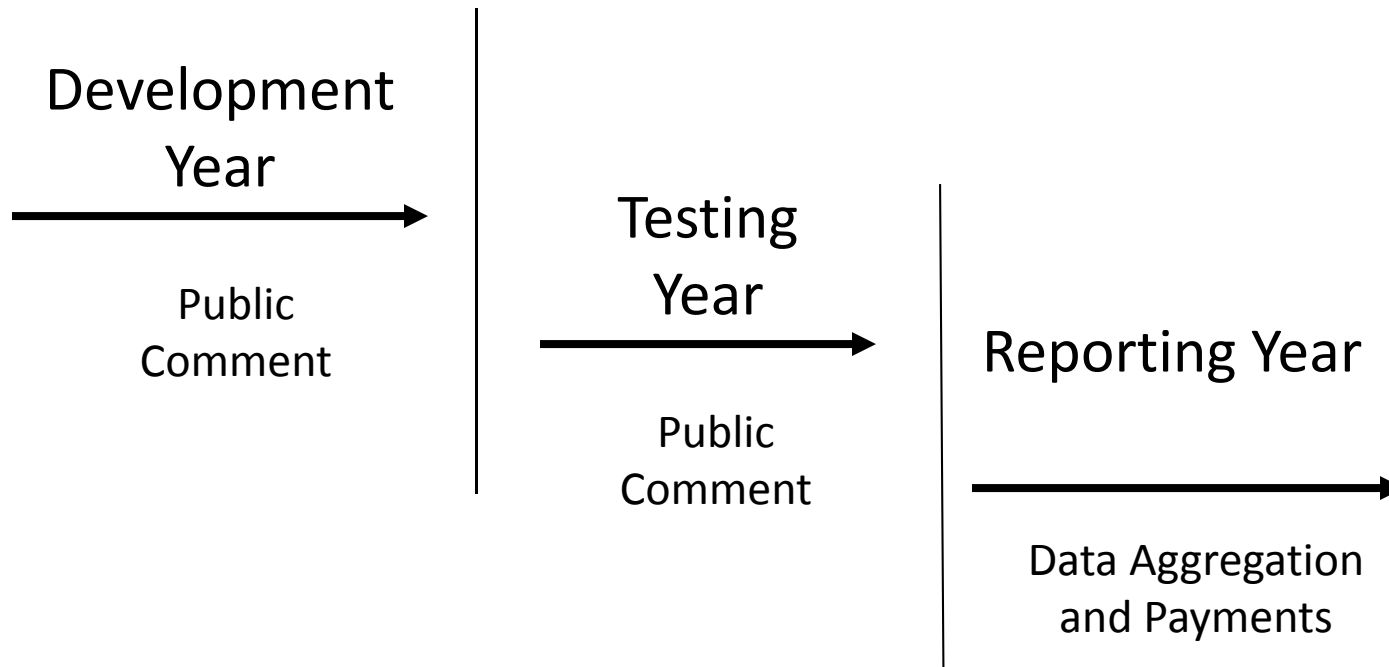 Development
Year
Public
Comment
Testing
Year
Public
Comment
Reporting Year
Data Aggregation
and Payments